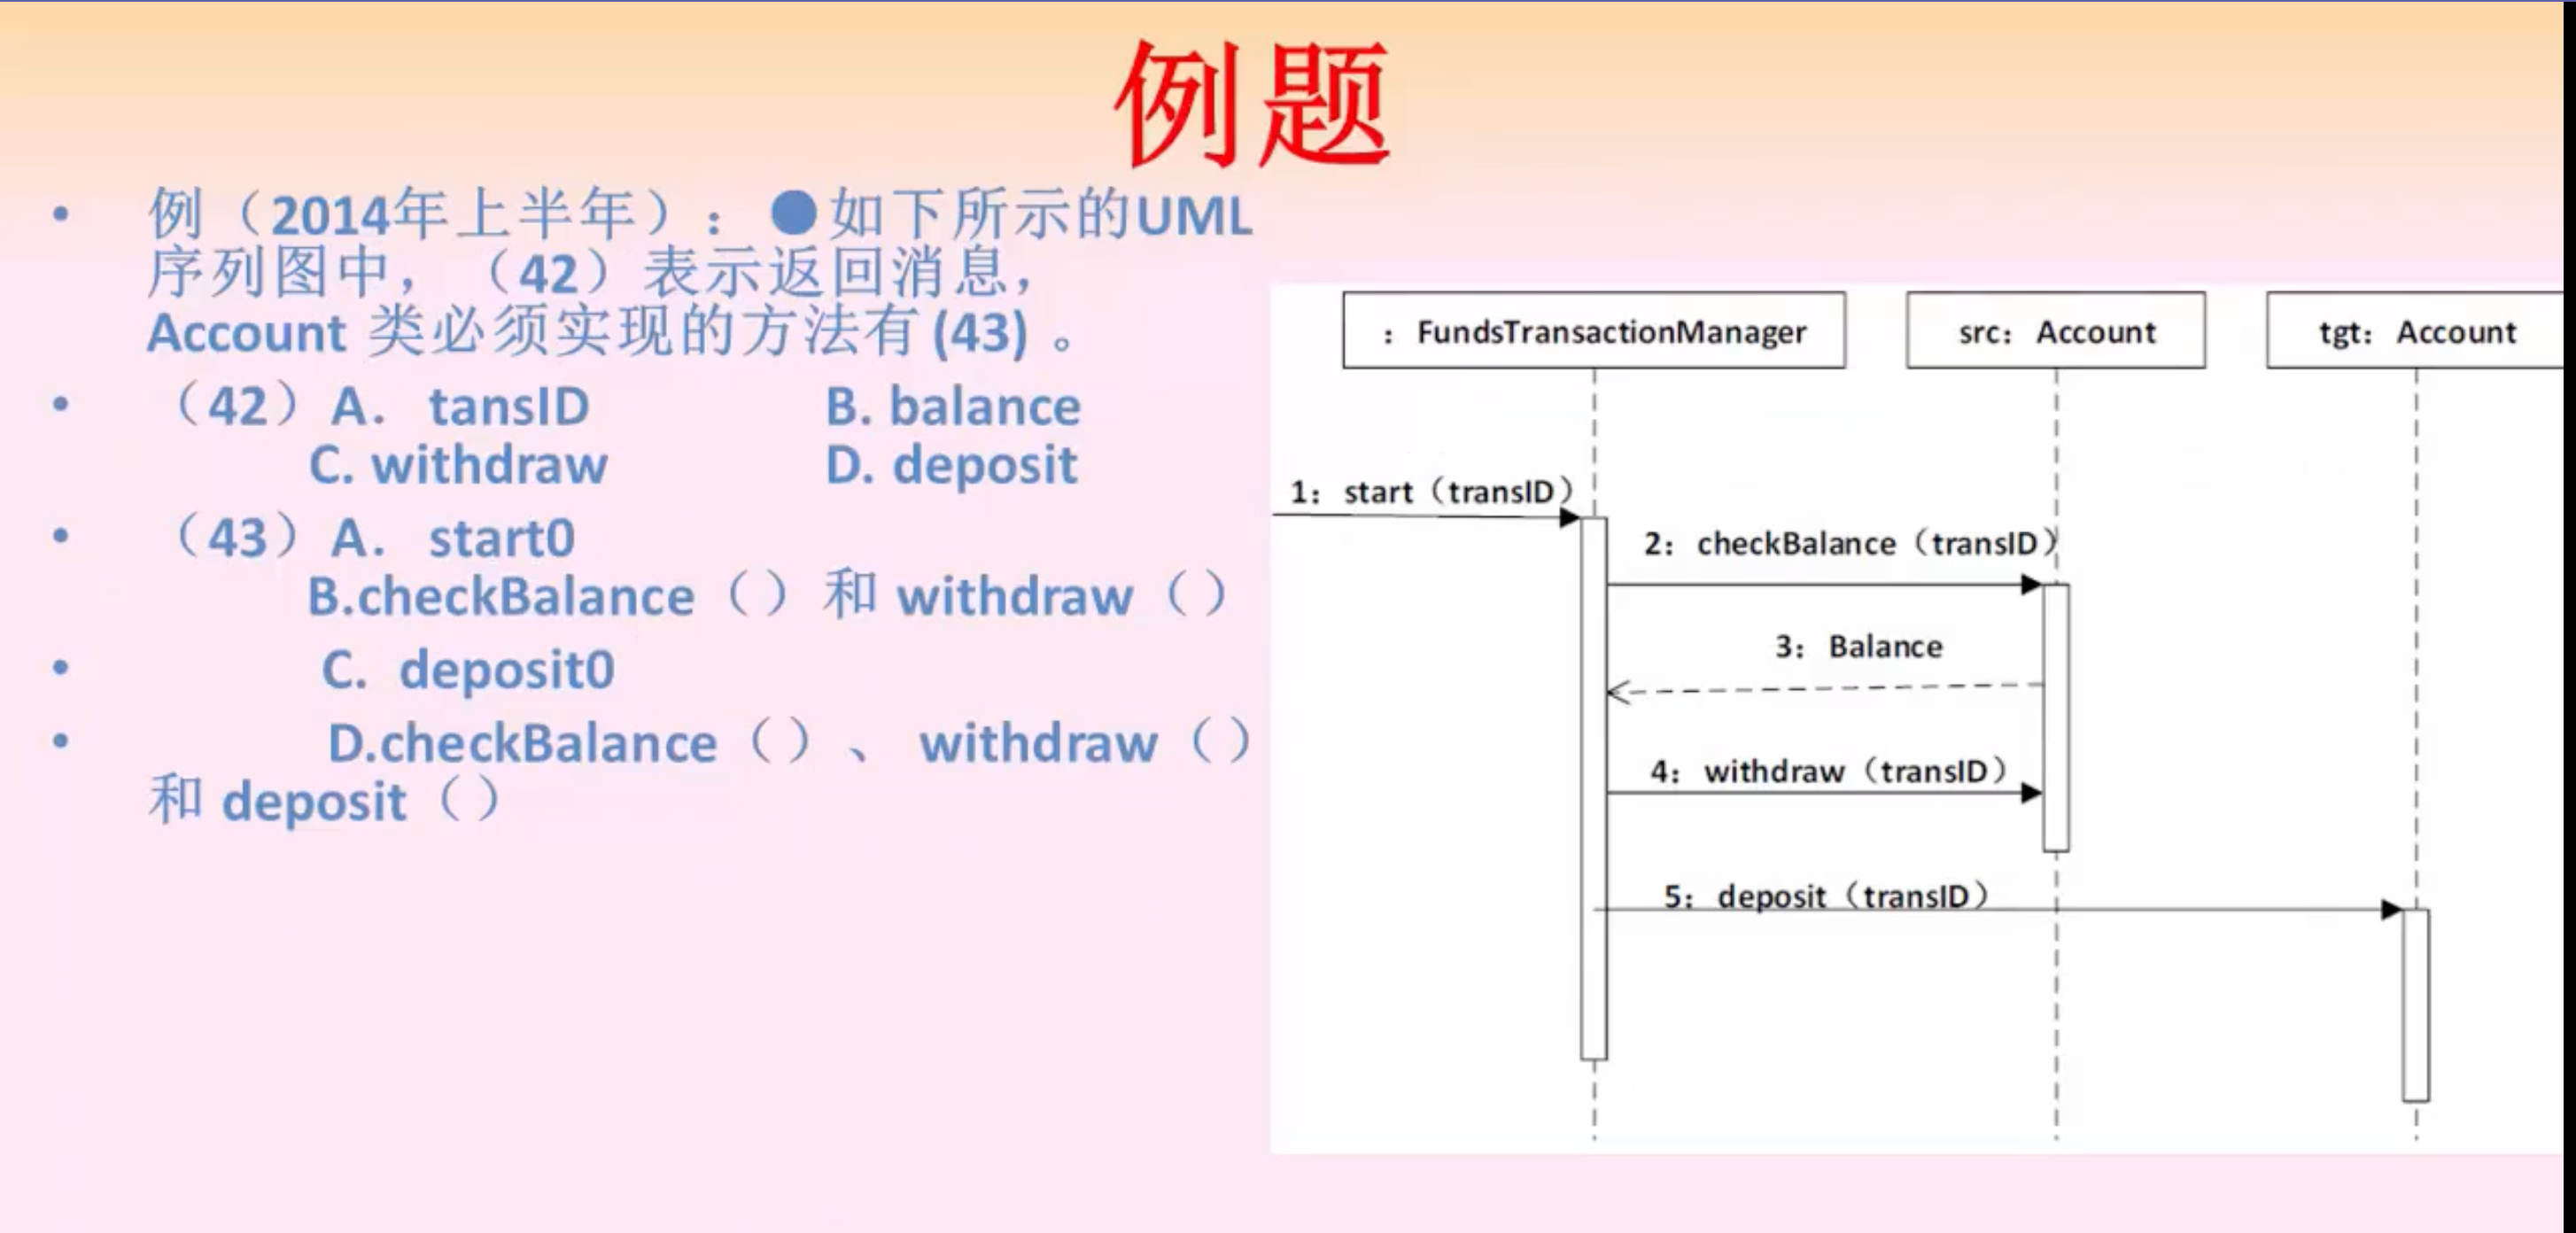 例题
例（2014年上半年）：●如下所示的UML
序列图中，（42）表示返回消息，
Account 类必须实现的方法有(43) 。
（42）A. tansID B. balance
C. withdraw D. deposit
（43）A. start0
B.checkBalance（）和 withdraw（）
C. deposit0
D.checkBalance（）、 withdraw（）
和 deposit（）
： FundsTransactionManager
src： Account
tgt： Account
1： start（transID）
2： checkBalance（transID）
3： Balance
4： withdraw（transID）
5： deposit（transID）